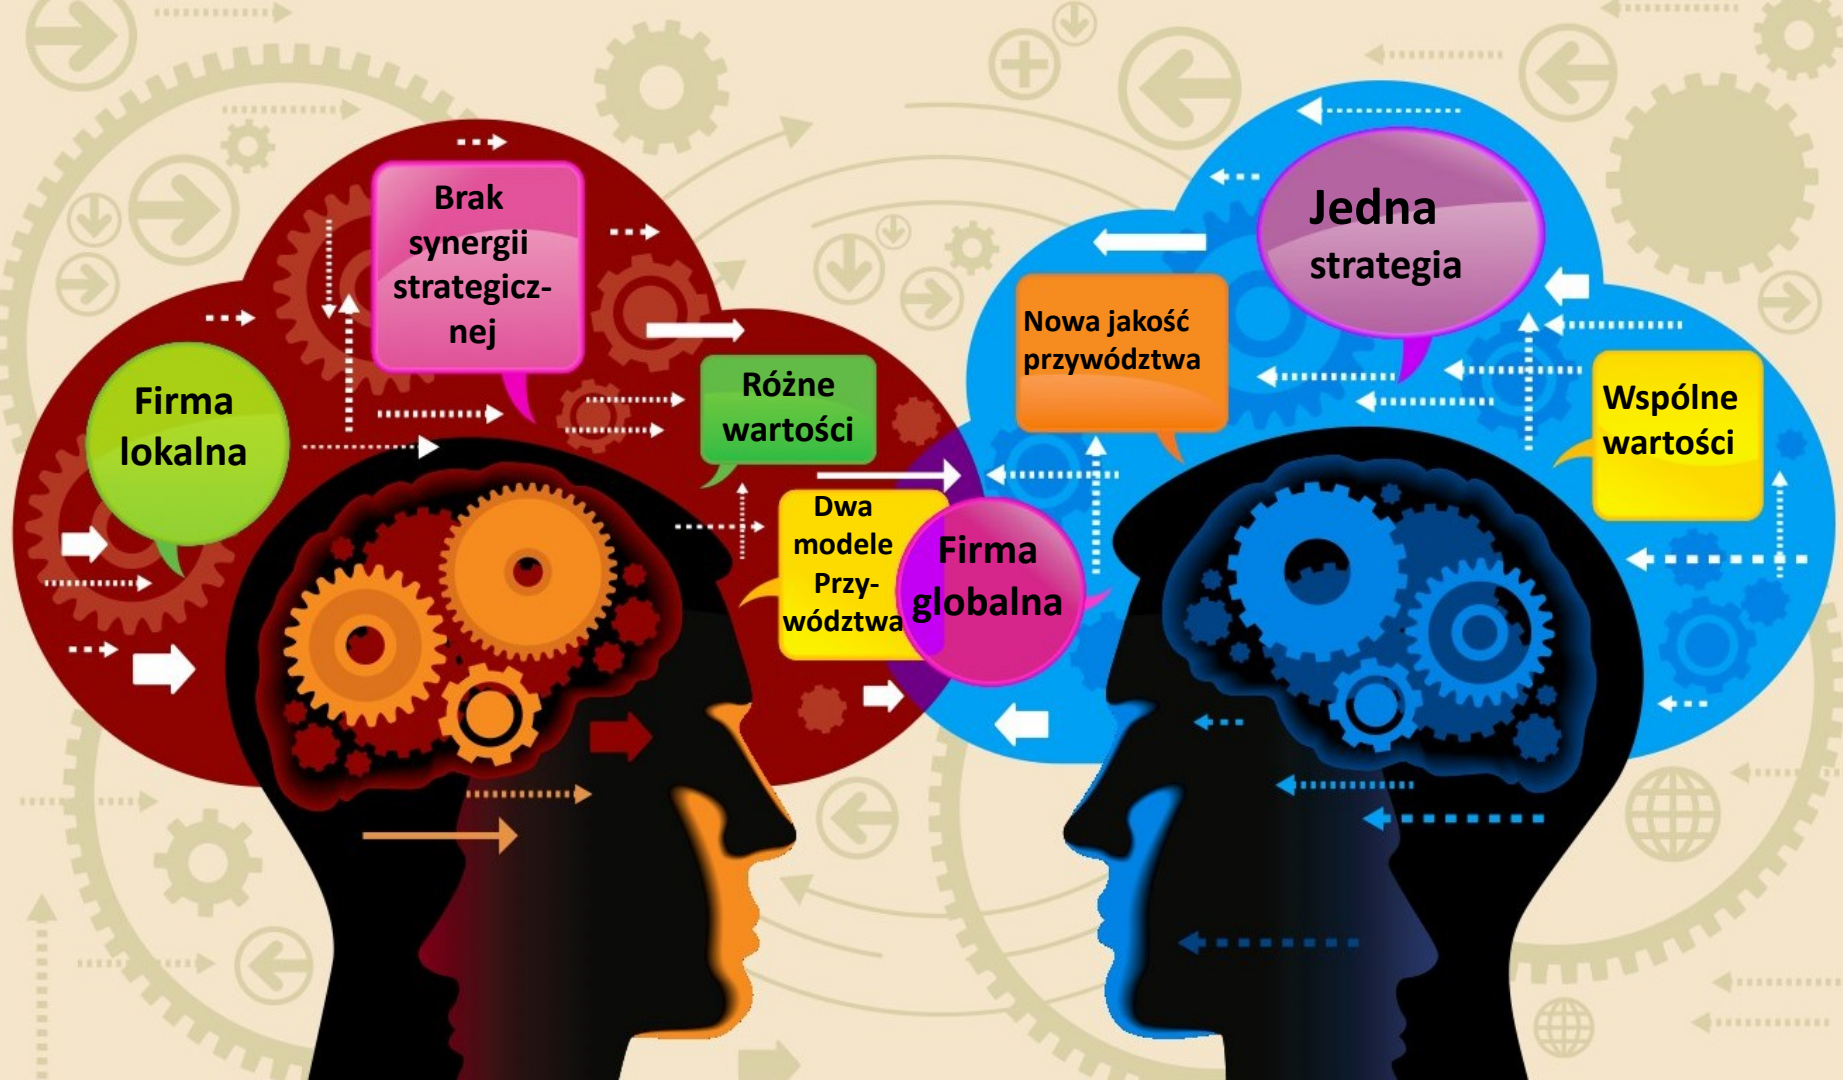 Brak
synergii
strategicz-
nej
Firma
lokalna
Różne
wartości
Dwa
modele
Przy-
wództwa
Firma
globalna
Nowa jakość
przywództwa
Jedna
strategia
Wspólne
wartości